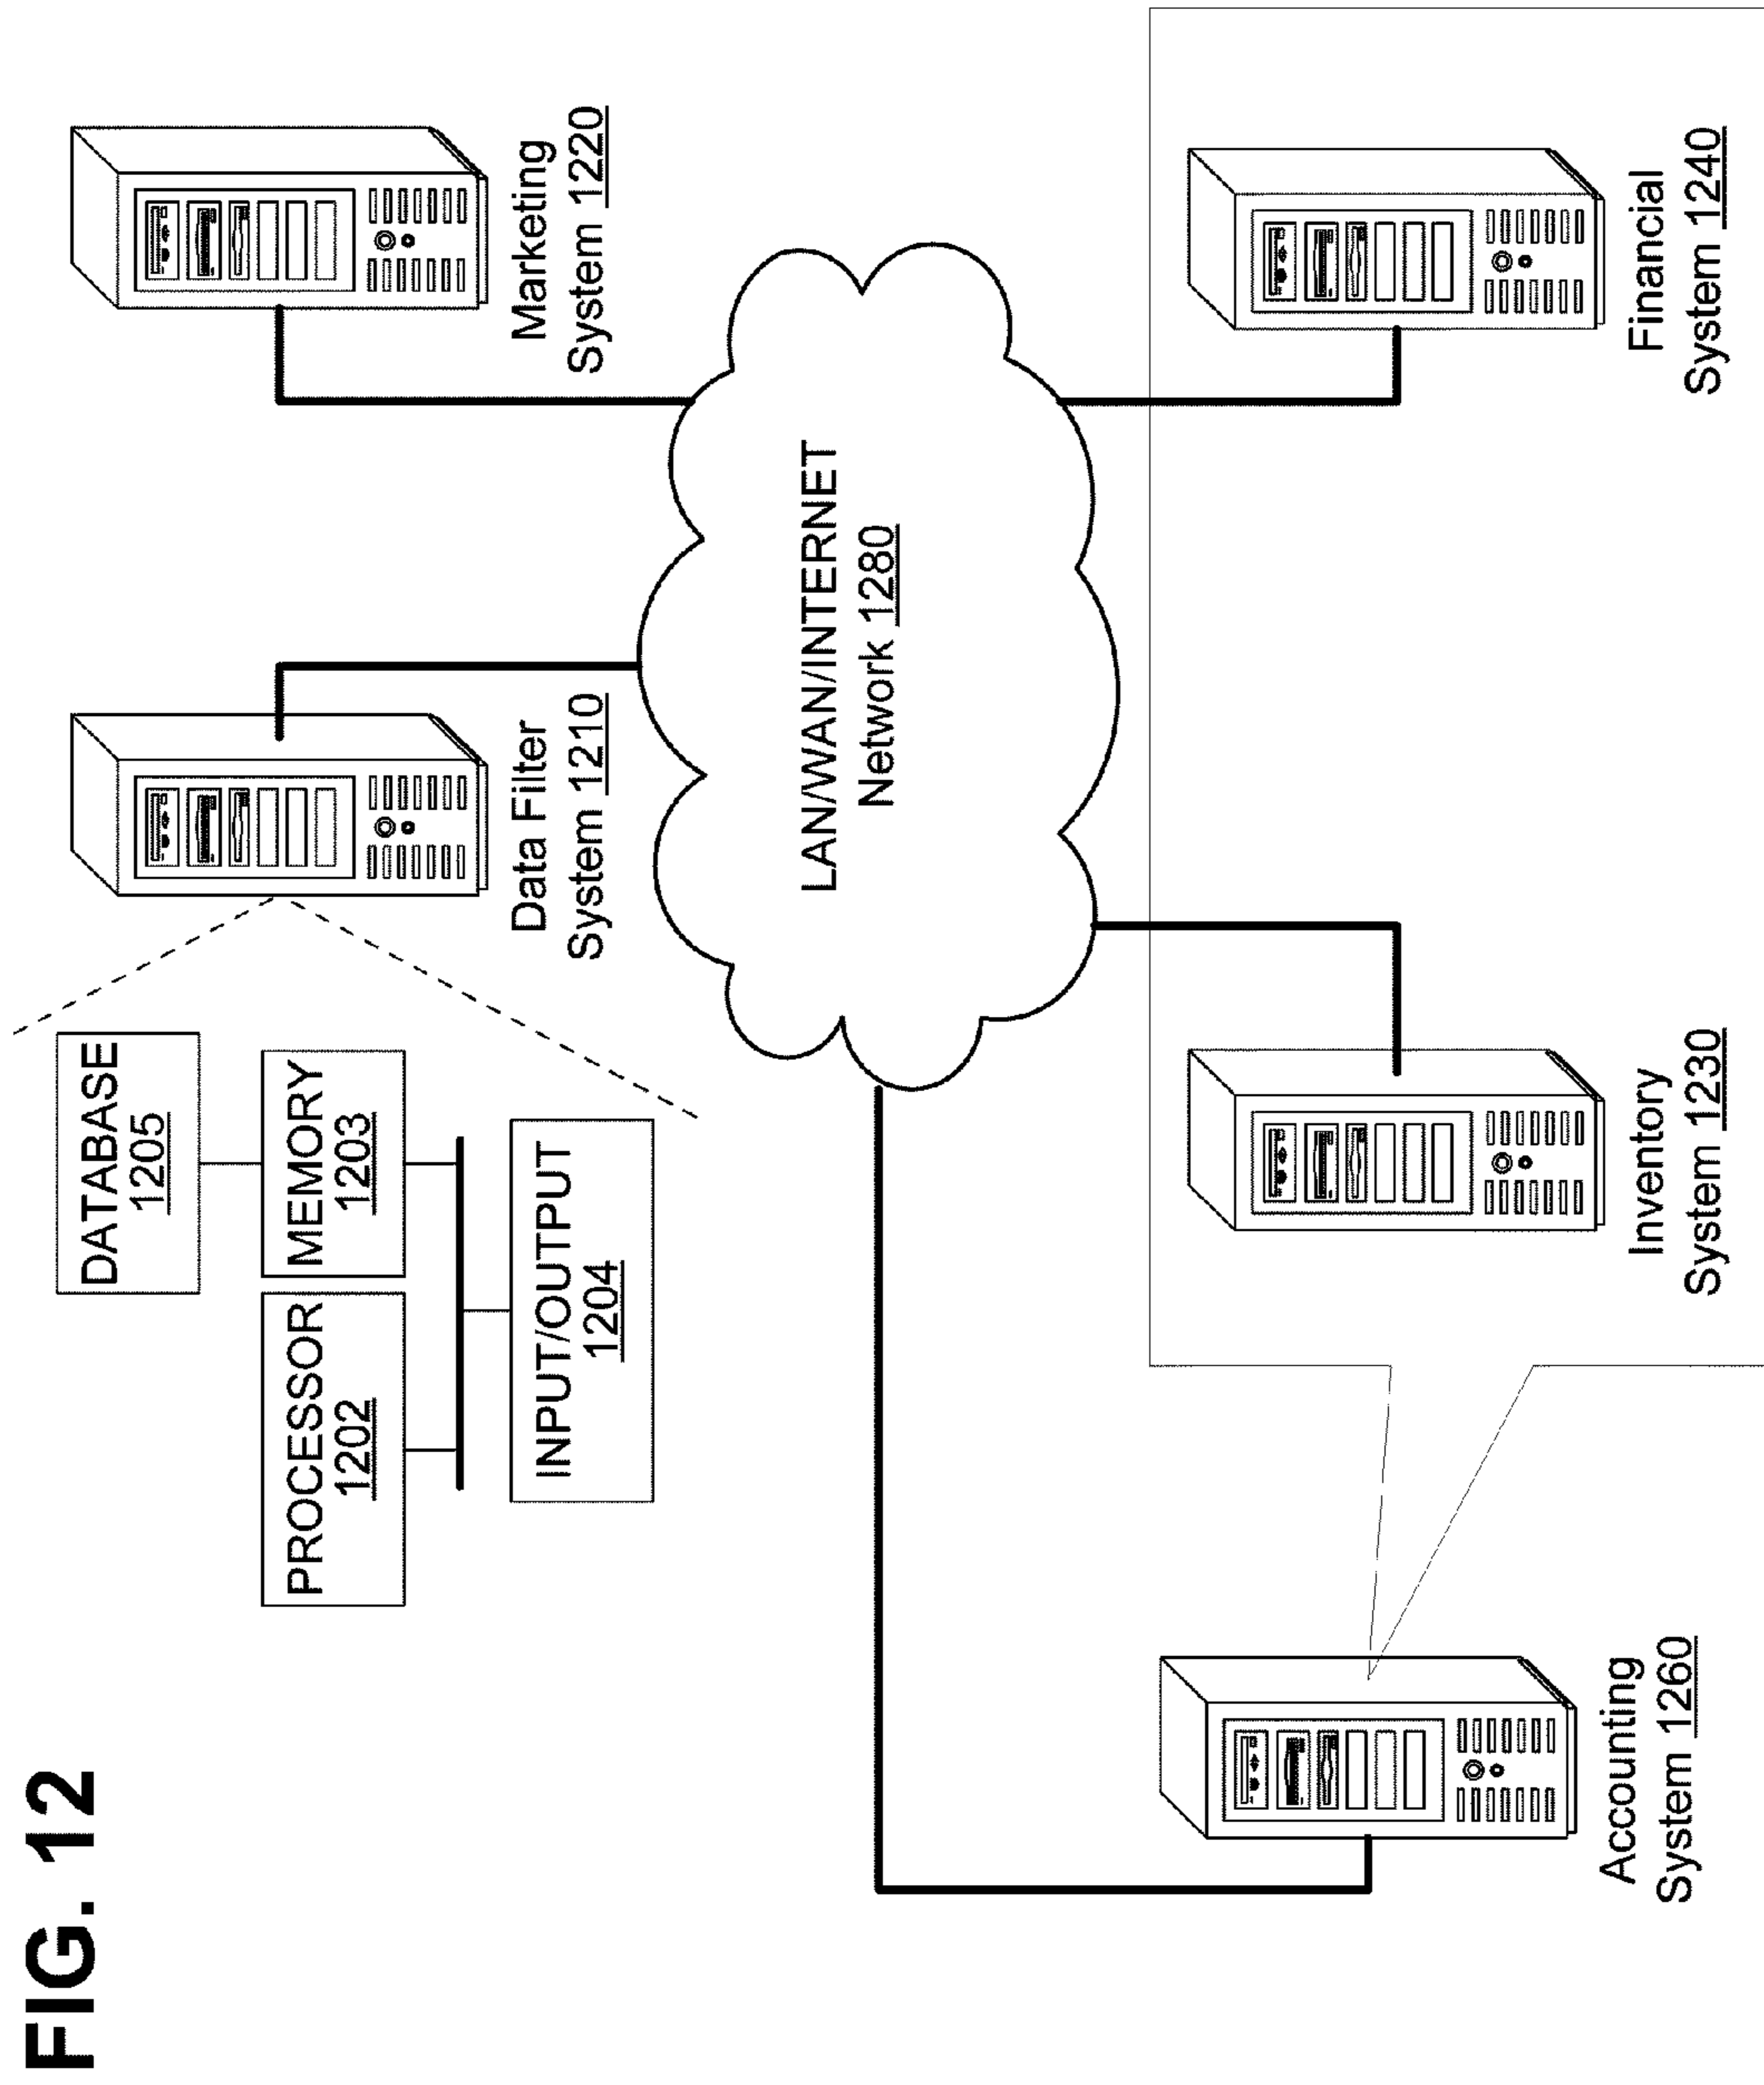 FIG. 12
DATABASE
1205
PROCESSOR
1202
MEMORY
1203
INPUT/OUTPUT
1204
Data Filter
System 1210
Marketing
System 1220
LAN/WAN/INTERNET
Network 1280
Accounting
System 1260
Inventory
System 1230
Financial
System 1240